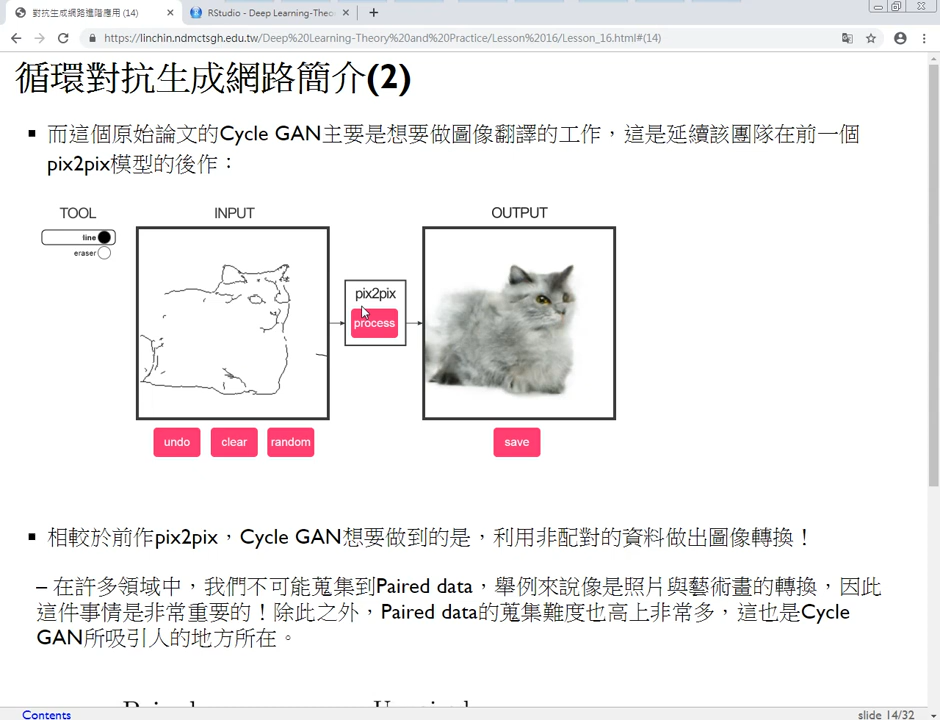 對抗生成網路進階應用 (14)
RStudio - Deep Learning-Theo
https://linchin.ndmctsgh.edu.tw/Deep%20Learning-Theory%20and%20Practice/Lesson%2016/Lesson_16.html#(14)
循環對抗生成網路簡介(2)
而這個原始論文的Cycle GAN主要是想要做圖像翻譯的工作，這是延續該團隊在前一個
pix2pix模型的後作：
TOOL
INPUT
OUTPUT
line
eraser
pix2pix
process
undo
clear
random
save
相較於前作pix2pix，Cycle GAN想要做到的是，利用非配對的資料做出圖像轉換！
– 在許多領域中，我們不可能蒐集到Paired data，舉例來說像是照片與藝術畫的轉換，因此
這件事情是非常重要的！除此之外，Paired data的蒐集難度也高上非常多，這也是Cycle
GAN所吸引人的地方所在。
Contents
slide 14/32